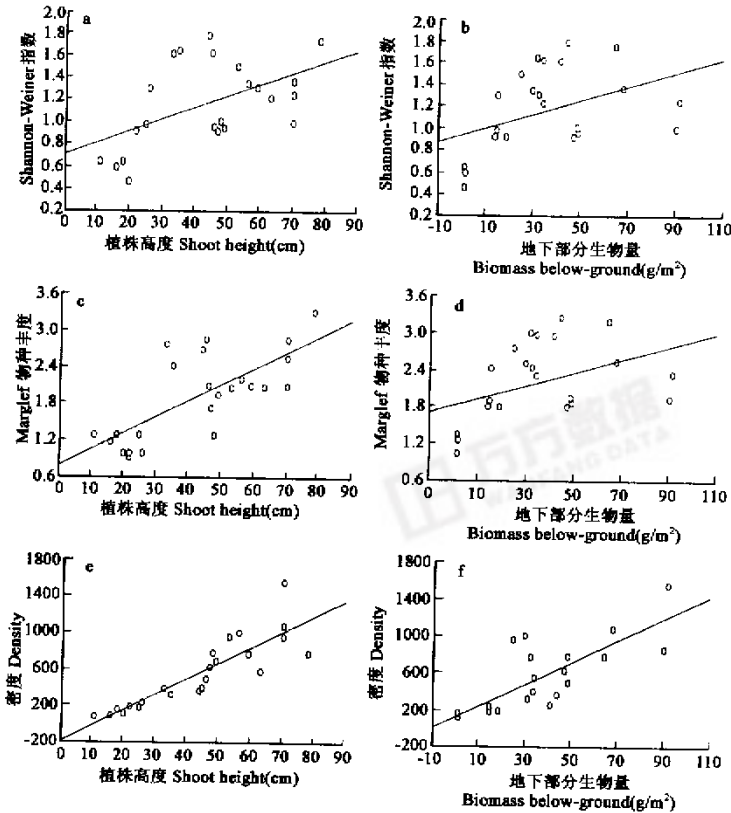 a
Shannon-Weiner 指数
2.0
1.8
1.6
1.4
1.2
1.0
0.8
0.6
0.4
0.2
0 10 20 30 40 50 60 70 80 90
植株高度 Shoot height(cm)
b
Shannon-Weiner 指数
2.0
1.8
1.6
1.4
1.2
1.0
0.8
0.6
0.4
0.2
-10 10 30 50 70 90 110
地下部分生物量
Biomass below-ground(g/m²)
c
Marglef 物种丰度
3.6
3.0
2.4
1.8
1.2
0.6
0 10 20 30 40 50 60 70 80 90
植株高度 Shoot height(cm)
d
Marglef 物种丰度
3.6
3.0
2.4
1.8
1.2
0.6
0 10 30 50 70 90 110
地下部分生物量
Biomass below-ground(g/m²)
万方数据
WANFANG DATA
e
密度 Density
1800
1400
1000
600
200
-200
0 10 20 30 40 50 60 70 80 90
植株高度 Shoot height(cm)
f
密度 Density
1800
1400
1000
600
200
-200
-10 10 30 50 70 90 110
地下部分生物量
Biomass below-ground(g/m²)